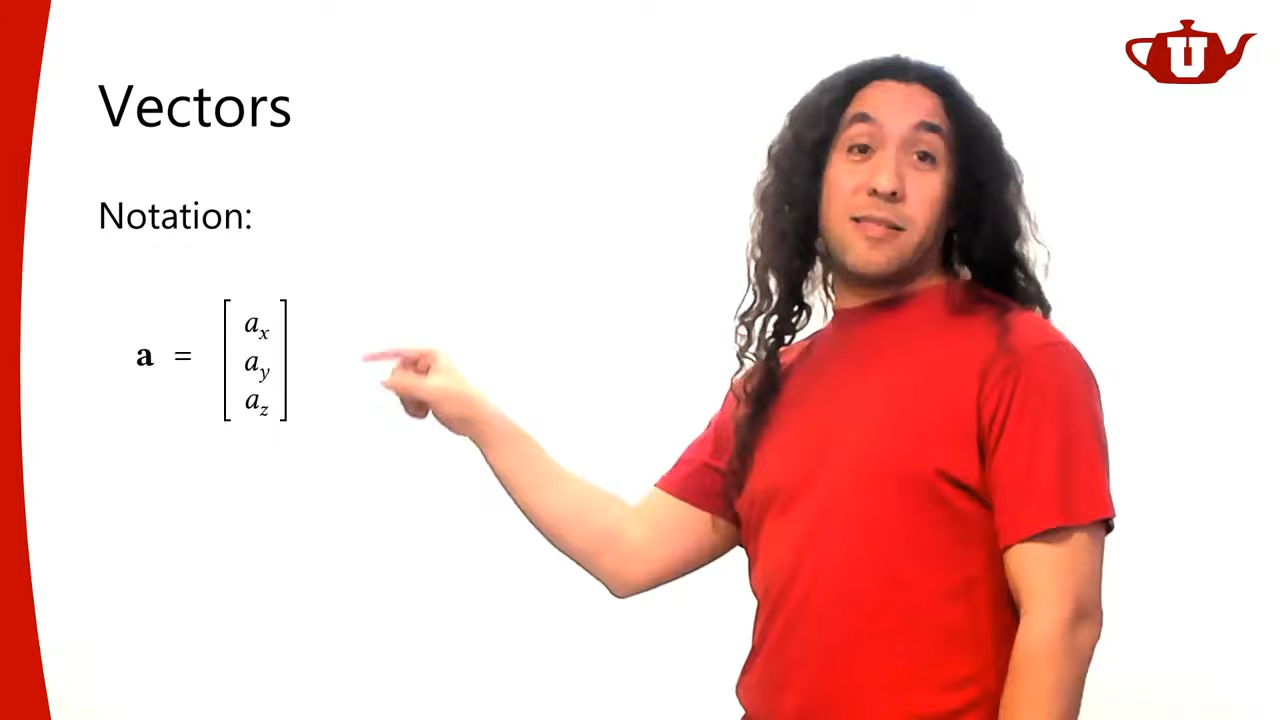 U
Vectors
Notation:
a = [ a_x
a_y
a_z ]